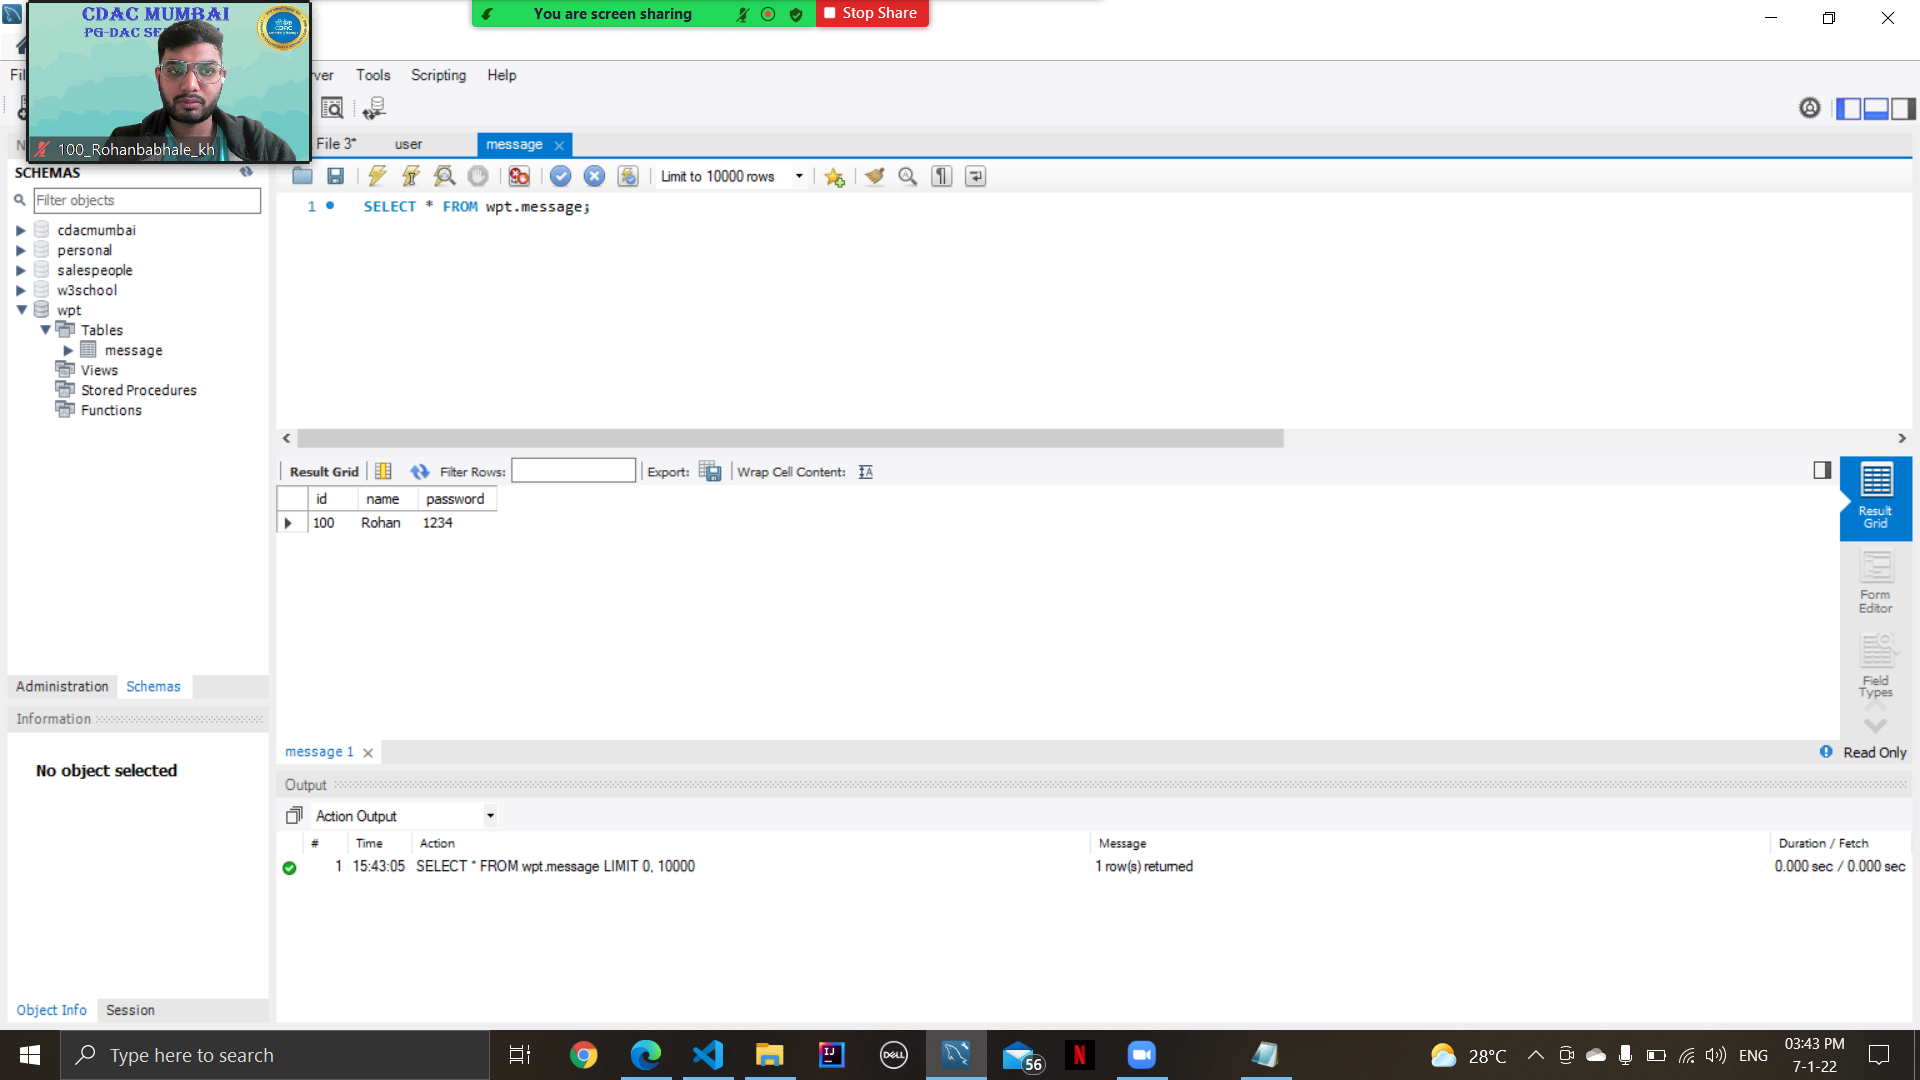 CDAC MUMBAI
PG-DAC SE
100_Rohanbabhale_kh
You are screen sharing
Stop Share
Tools Scripting Help
File 3* user message
SCHEMAS
Filter objects
Limit to 10000 rows
1 SELECT * FROM wpt.message;
cdacmumbai
personal
salespeople
w3school
wpt
Tables
message
Views
Stored Procedures
Functions
Result Grid Filter Rows: Export: Wrap Cell Content:
id name password
100 Rohan 1234
Result
Grid
Form
Editor
Field
Types
Administration Schemas
Information
No object selected
message 1
Read Only
Output
Action Output
# Time Action Message Duration / Fetch
1 15:43:05 SELECT * FROM wpt.message LIMIT 0, 10000 1 row(s) returned 0.000 sec / 0.000 sec
Object Info Session
Type here to search
IJ
DELL
56
N
28°C
ENG
03:43 PM
7-1-22